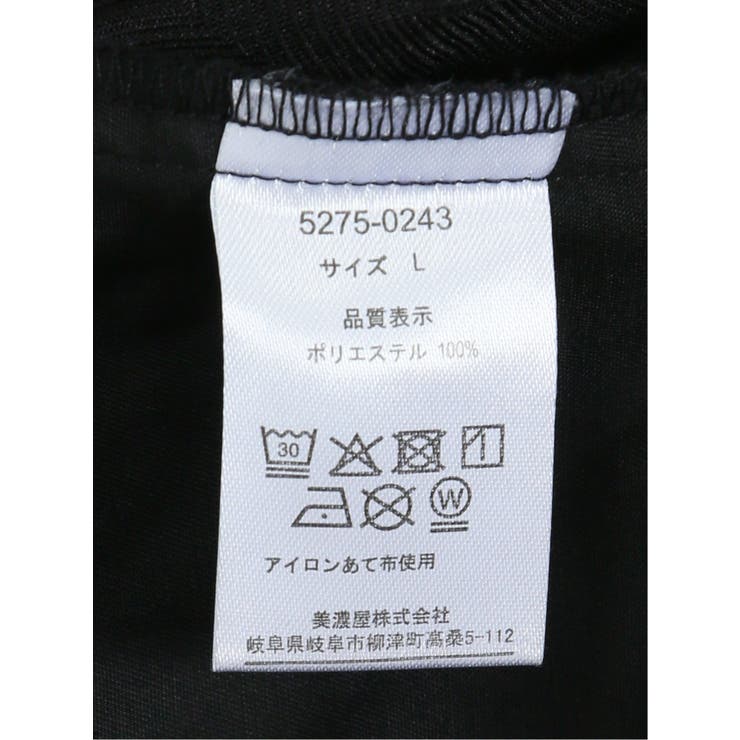 5275-0243
サイズ L
品質表示
ポリエステル 100%
30
W
アイロンあて布使用
美濃屋株式会社
岐阜県岐阜市柳津町高桑5-112